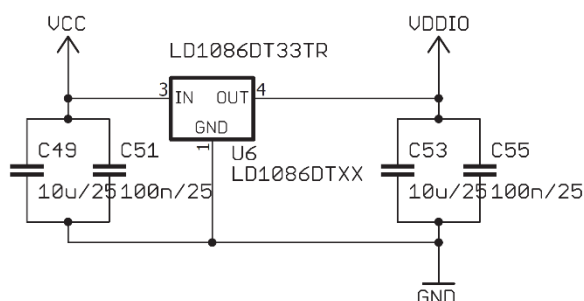 VCC
VDDIO
LD1086DT33TR
3
IN
OUT
4
GND
1
U6
LD1086DTXX
C49
C51
10u/25
100n/25
C53
C55
10u/25
100n/25
GND